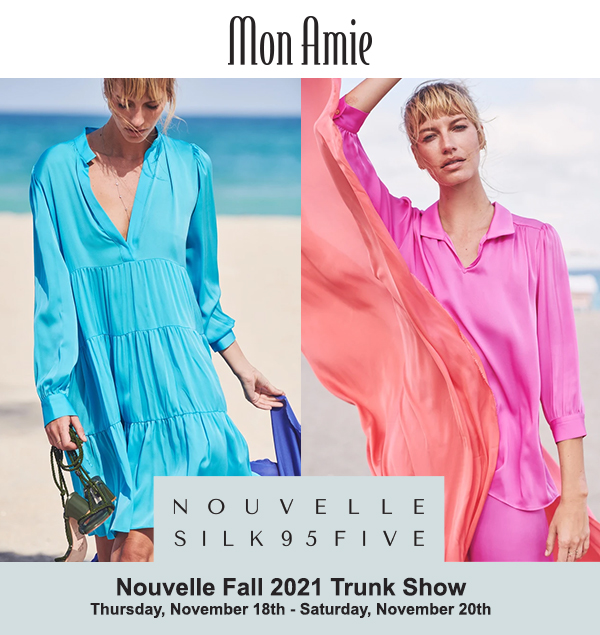 Mon Amie
NOUVELLE
SILK95FIVE
Nouvelle Fall 2021 Trunk Show
Thursday, November 18th - Saturday, November 20th